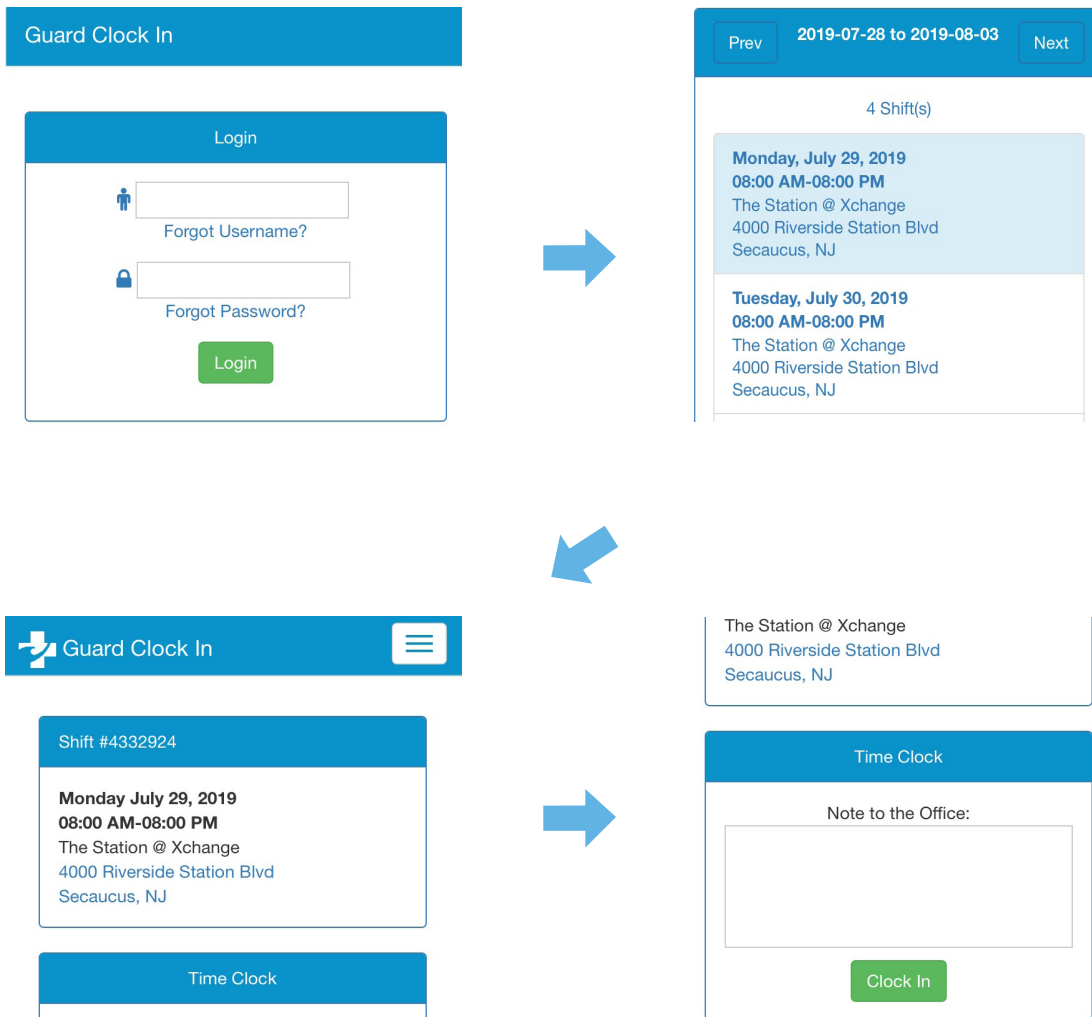 Guard Clock In
Login
Forgot Username?
Forgot Password?
Login
Prev
2019-07-28 to 2019-08-03
Next
4 Shift(s)
Monday, July 29, 2019
08:00 AM-08:00 PM
The Station @ Xchange
4000 Riverside Station Blvd
Secaucus, NJ
Tuesday, July 30, 2019
08:00 AM-08:00 PM
The Station @ Xchange
4000 Riverside Station Blvd
Secaucus, NJ
Guard Clock In
Shift #4332924
Monday July 29, 2019
08:00 AM-08:00 PM
The Station @ Xchange
4000 Riverside Station Blvd
Secaucus, NJ
Time Clock
The Station @ Xchange
4000 Riverside Station Blvd
Secaucus, NJ
Time Clock
Note to the Office:
Clock In